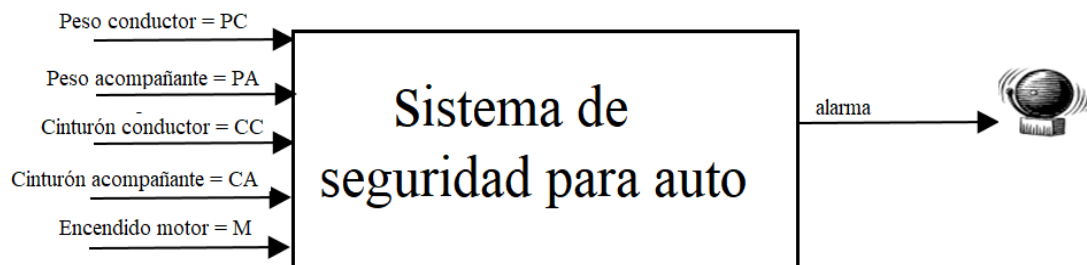 Peso conductor = PC
Peso acompañante = PA
Cinturón conductor = CC
Cinturón acompañante = CA
Encendido motor = M
Sistema de
seguridad para auto
alarma